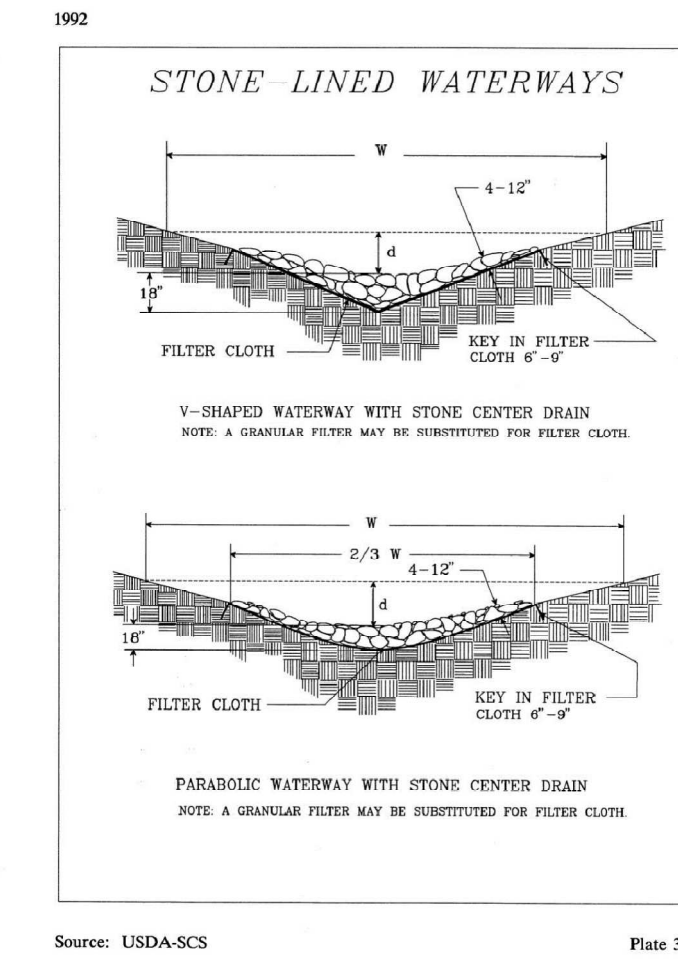 1992
STONE-LINED WATERWAYS
W
4-12"
d
18"
FILTER CLOTH
KEY IN FILTER
CLOTH 6"-9"
V-SHAPED WATERWAY WITH STONE CENTER DRAIN
NOTE: A GRANULAR FILTER MAY BE SUBSTITUTED FOR FILTER CLOTH.
W
2/3 W
4-12"
d
18"
FILTER CLOTH
KEY IN FILTER
CLOTH 6"-9"
PARABOLIC WATERWAY WITH STONE CENTER DRAIN
NOTE: A GRANULAR FILTER MAY BE SUBSTITUTED FOR FILTER CLOTH.
Source: USDA-SCS
Plate